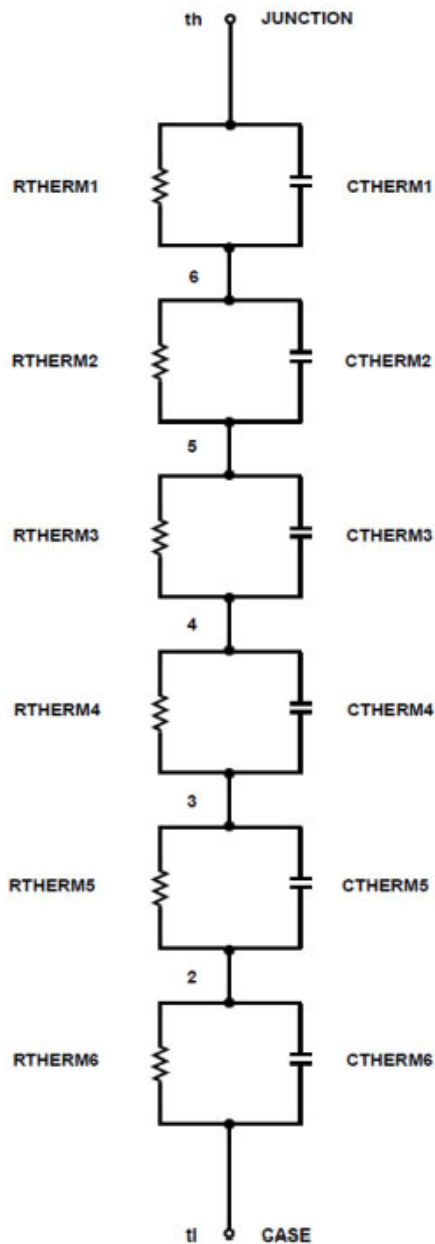 th JUNCTION
RTHERM1 CTHERM1
6
RTHERM2 CTHERM2
5
RTHERM3 CTHERM3
4
RTHERM4 CTHERM4
3
RTHERM5 CTHERM5
2
RTHERM6 CTHERM6
tl CASE